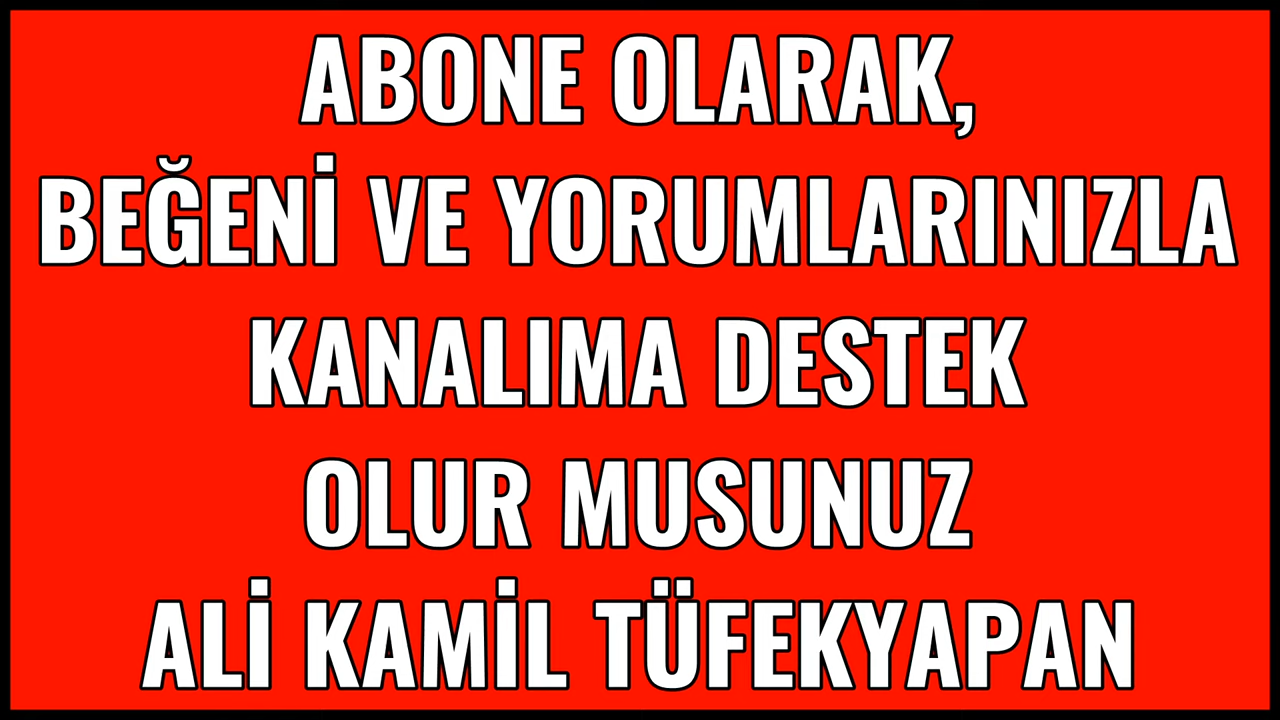 ABONE OLARAK,
BEĞENİ VE YORUMLARINIZLA
KANALIMA DESTEK
OLUR MUSUNUZ
ALİ KAMİL TÜFEKYAPAN